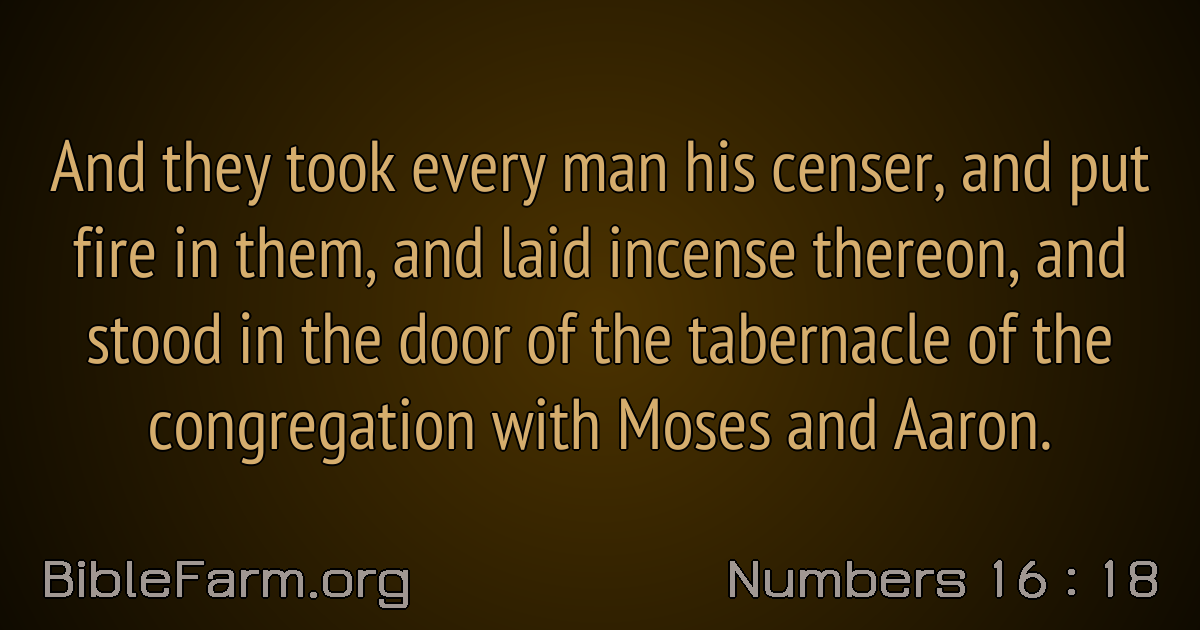 And they took every man his censer, and put
fire in them, and laid incense thereon, and
stood in the door of the tabernacle of the
congregation with Moses and Aaron.
BibleFarm.org
Numbers 16 : 18